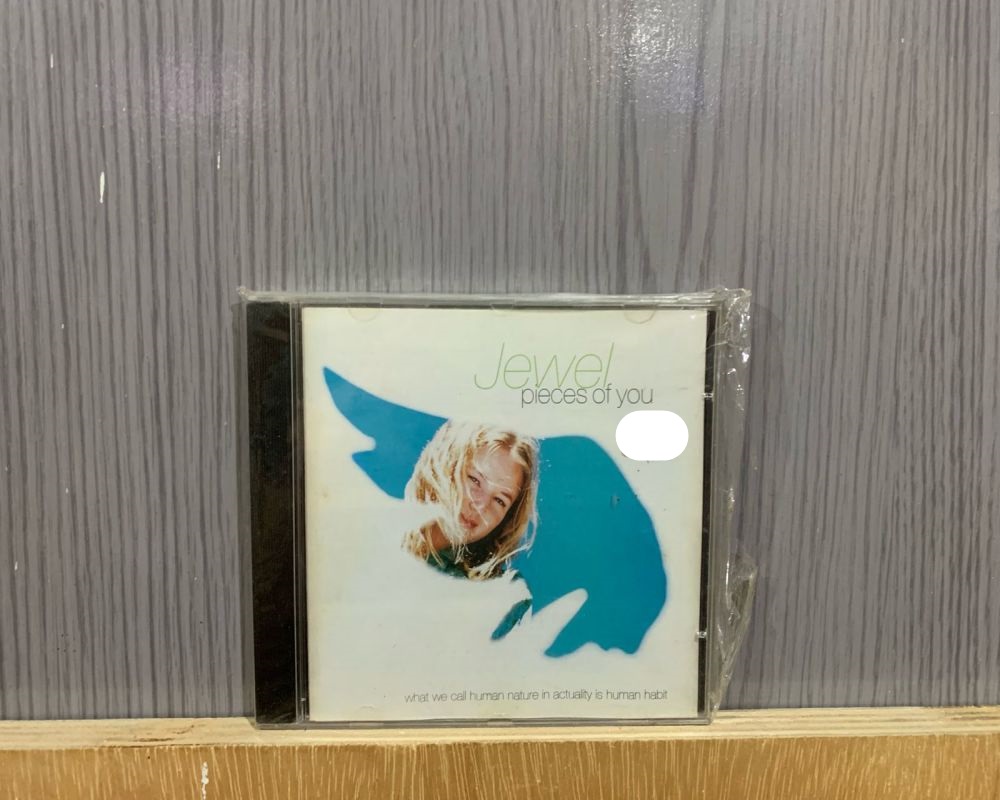 Jewel
pieces of you
what we call human nature in actuality is human habit